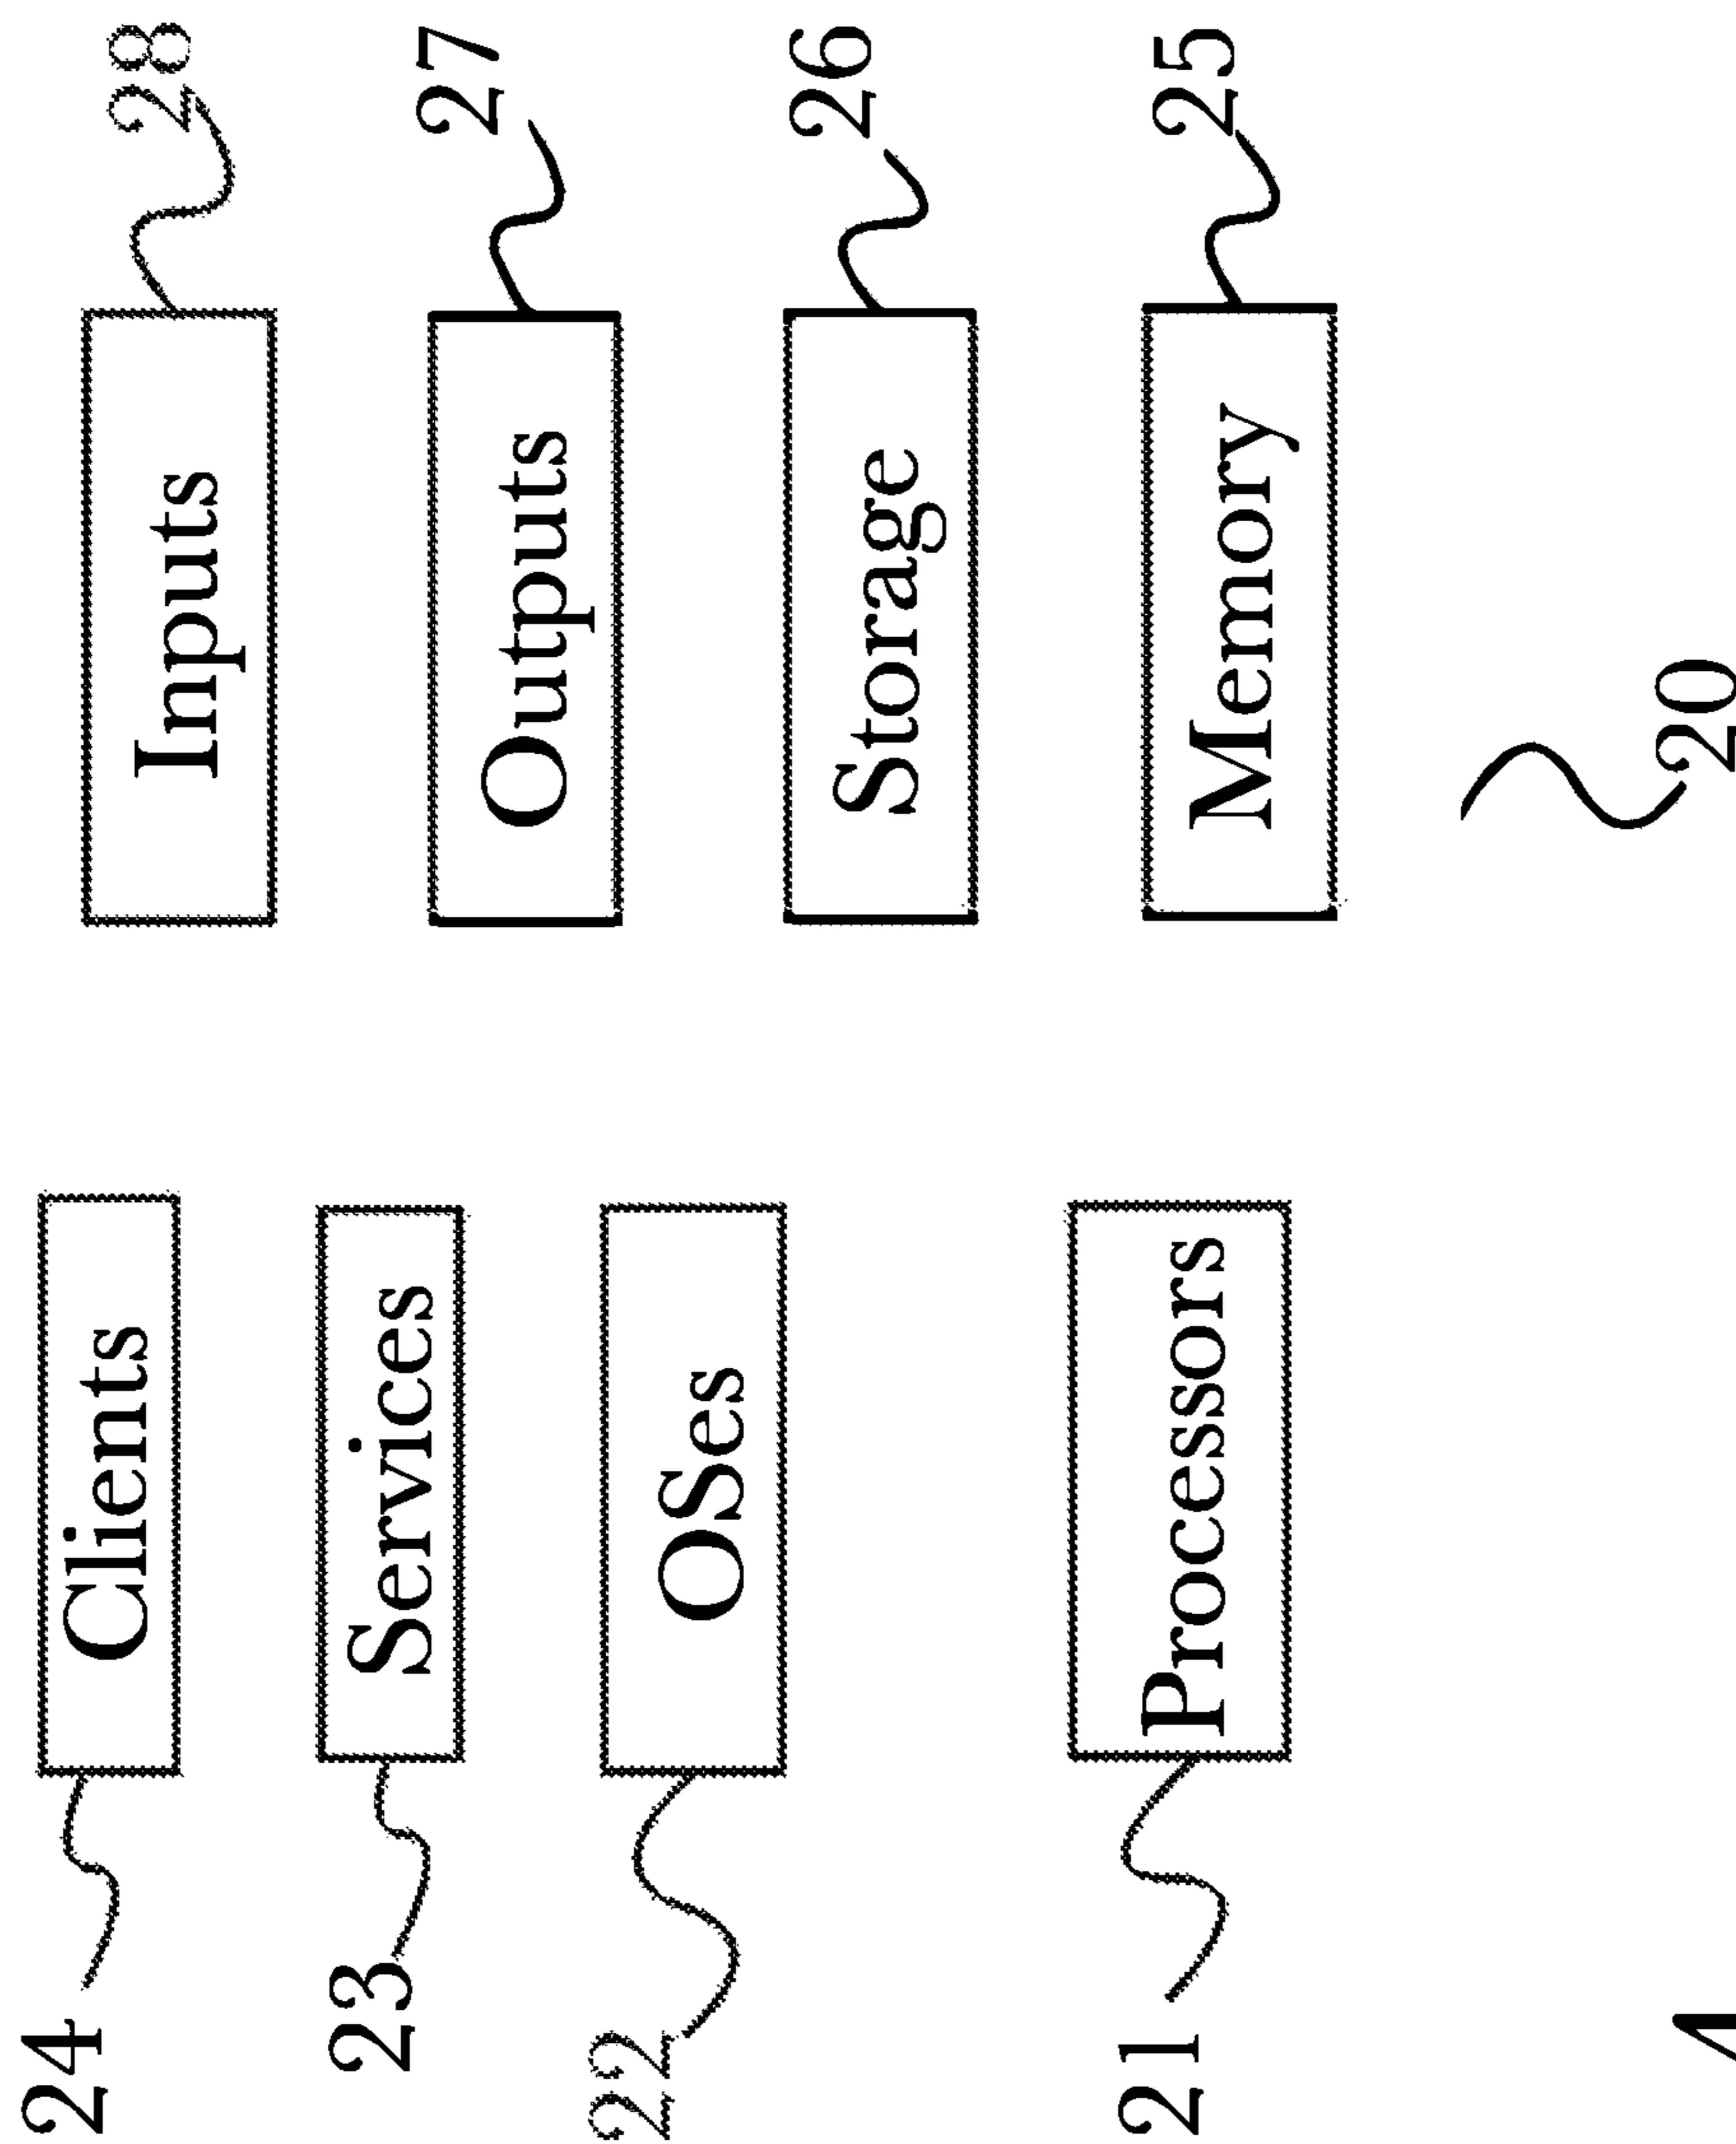 24 Clients Inputs 28
23 Services Outputs 27
22 OSes Storage 26
21 Processors Memory 25
20